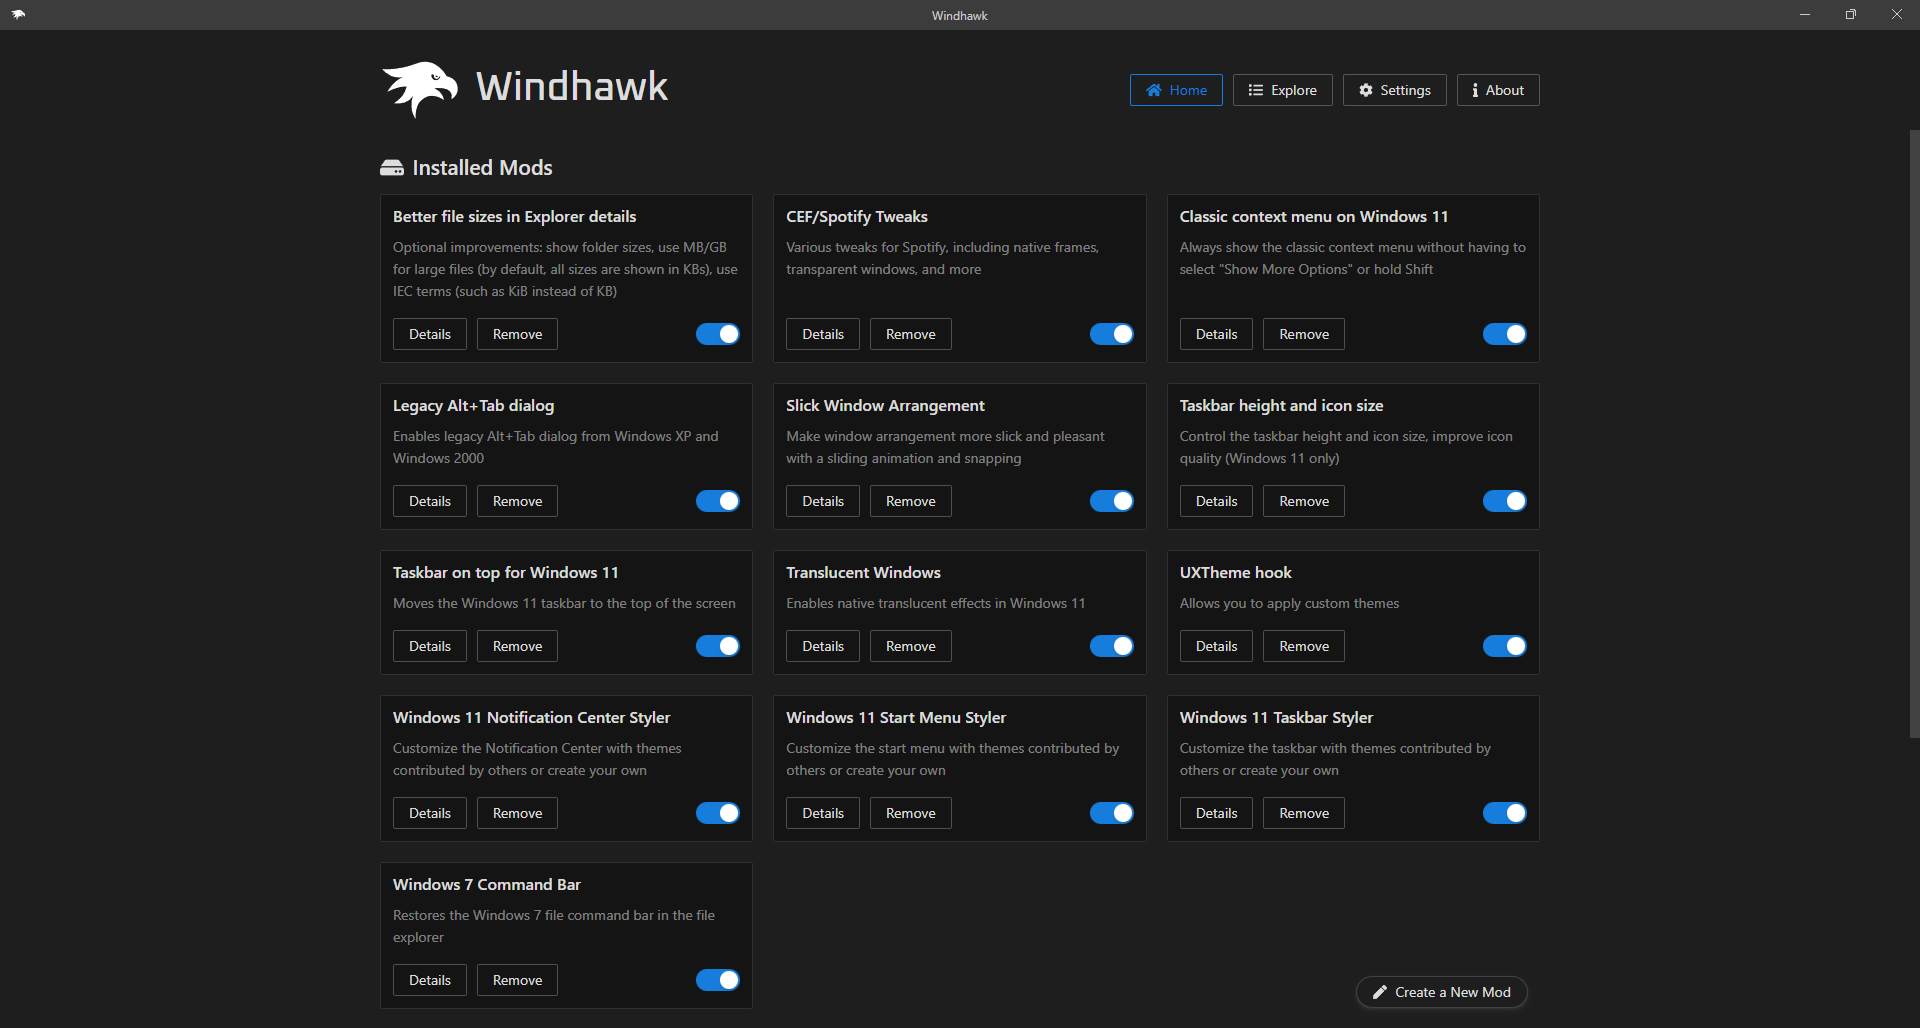 Windhawk
Windhawk
Home
Explore
Settings
About
Installed Mods
Better file sizes in Explorer details
Optional improvements: show folder sizes, use MB/GB
for large files (by default, all sizes are shown in KBs), use
IEC terms (such as KiB instead of KB)
Details
Remove
CEF/Spotify Tweaks
Various tweaks for Spotify, including native frames,
transparent windows, and more
Details
Remove
Classic context menu on Windows 11
Always show the classic context menu without having to
select "Show More Options" or hold Shift
Details
Remove
Legacy Alt+Tab dialog
Enables legacy Alt+Tab dialog from Windows XP and
Windows 2000
Details
Remove
Slick Window Arrangement
Make window arrangement more slick and pleasant
with a sliding animation and snapping
Details
Remove
Taskbar height and icon size
Control the taskbar height and icon size, improve icon
quality (Windows 11 only)
Details
Remove
Taskbar on top for Windows 11
Moves the Windows 11 taskbar to the top of the screen
Details
Remove
Translucent Windows
Enables native translucent effects in Windows 11
Details
Remove
UXTheme hook
Allows you to apply custom themes
Details
Remove
Windows 11 Notification Center Styler
Customize the Notification Center with themes
contributed by others or create your own
Details
Remove
Windows 11 Start Menu Styler
Customize the start menu with themes contributed by
others or create your own
Details
Remove
Windows 11 Taskbar Styler
Customize the taskbar with themes contributed by
others or create your own
Details
Remove
Windows 7 Command Bar
Restores the Windows 7 file command bar in the file
explorer
Details
Remove
Create a New Mod